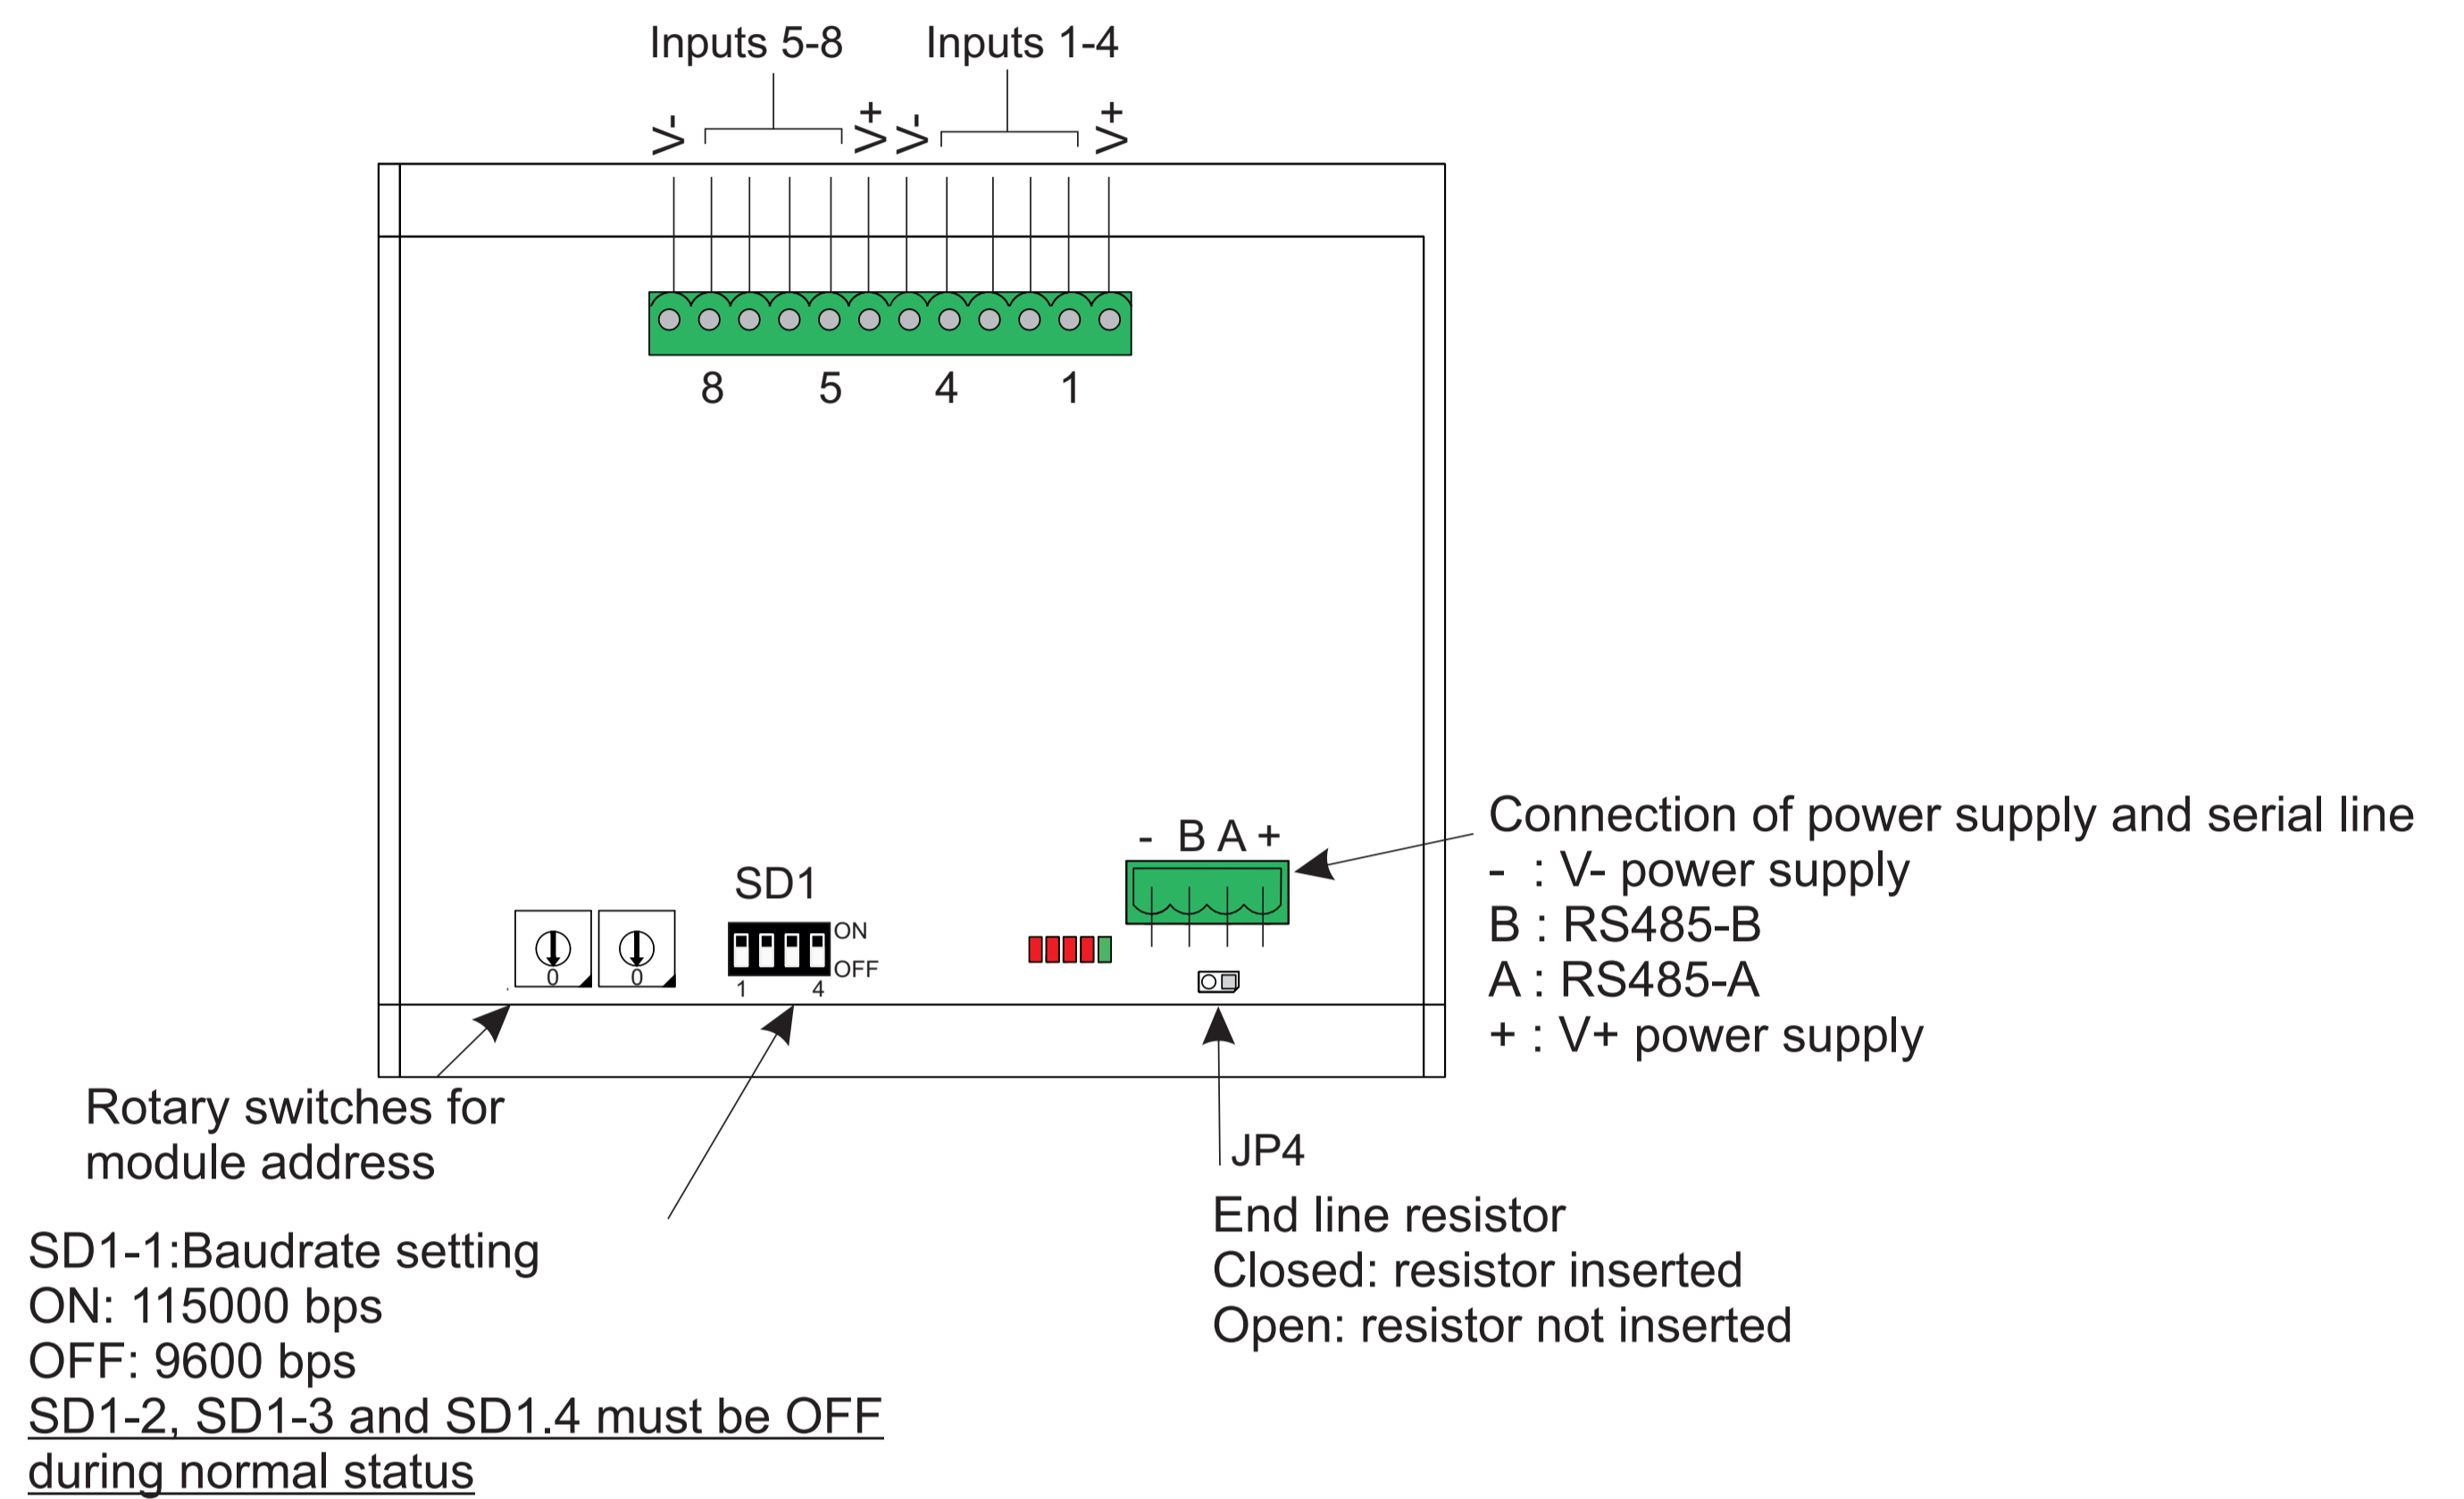 Inputs 5-8
Inputs 1-4
V-
V+
V-
V+
8
5
4
1
- B A +
Connection of power supply and serial line
- : V- power supply
B : RS485-B
A : RS485-A
+ : V+ power supply
SD1
ON
OFF
0
0
1
4
Rotary switches for
module address
SD1-1:Baudrate setting
ON: 115000 bps
OFF: 9600 bps
SD1-2, SD1-3 and SD1.4 must be OFF
during normal status
JP4
End line resistor
Closed: resistor inserted
Open: resistor not inserted